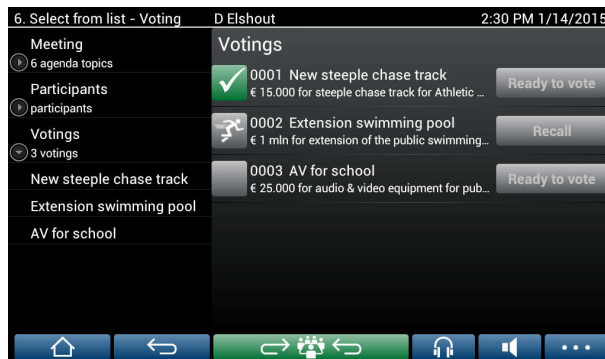 6. Select from list - Voting D Elshout 2:30 PM 1/14/2015
Meeting
6 agenda topics
Participants
participants
Votings
3 votings
New steeple chase track
Extension swimming pool
AV for school
Votings
0001 New steeple chase track
€ 15.000 for steeple chase track for Athletic ...
Ready to vote
0002 Extension swimming pool
€ 1 mln for extension of the public swimming...
Recall
0003 AV for school
€ 25.000 for audio & video equipment for pub...
Ready to vote